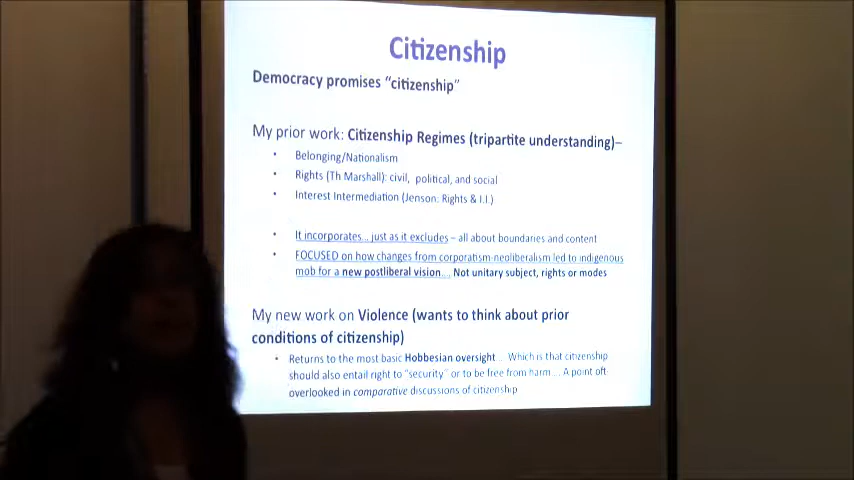 Citizenship
Democracy promises "citizenship"
My prior work: Citizenship Regimes (tripartite understanding)–
• Belonging/Nationalism
• Rights (Th Marshall): civil, political, and social
• Interest Intermediation (Jenson: Rights & I.I.)
• It incorporates... just as it excludes – all about boundaries and content
• FOCUSED on how changes from corporatism-neoliberalism led to indigenous
mob for a new postliberal vision.... Not unitary subject, rights or modes
My new work on Violence (wants to think about prior
conditions of citizenship)
• Returns to the most basic Hobbesian oversight... Which is that citizenship
should also entail right to "security" or to be free from harm.... A point oft
overlooked in comparative discussions of citizenship